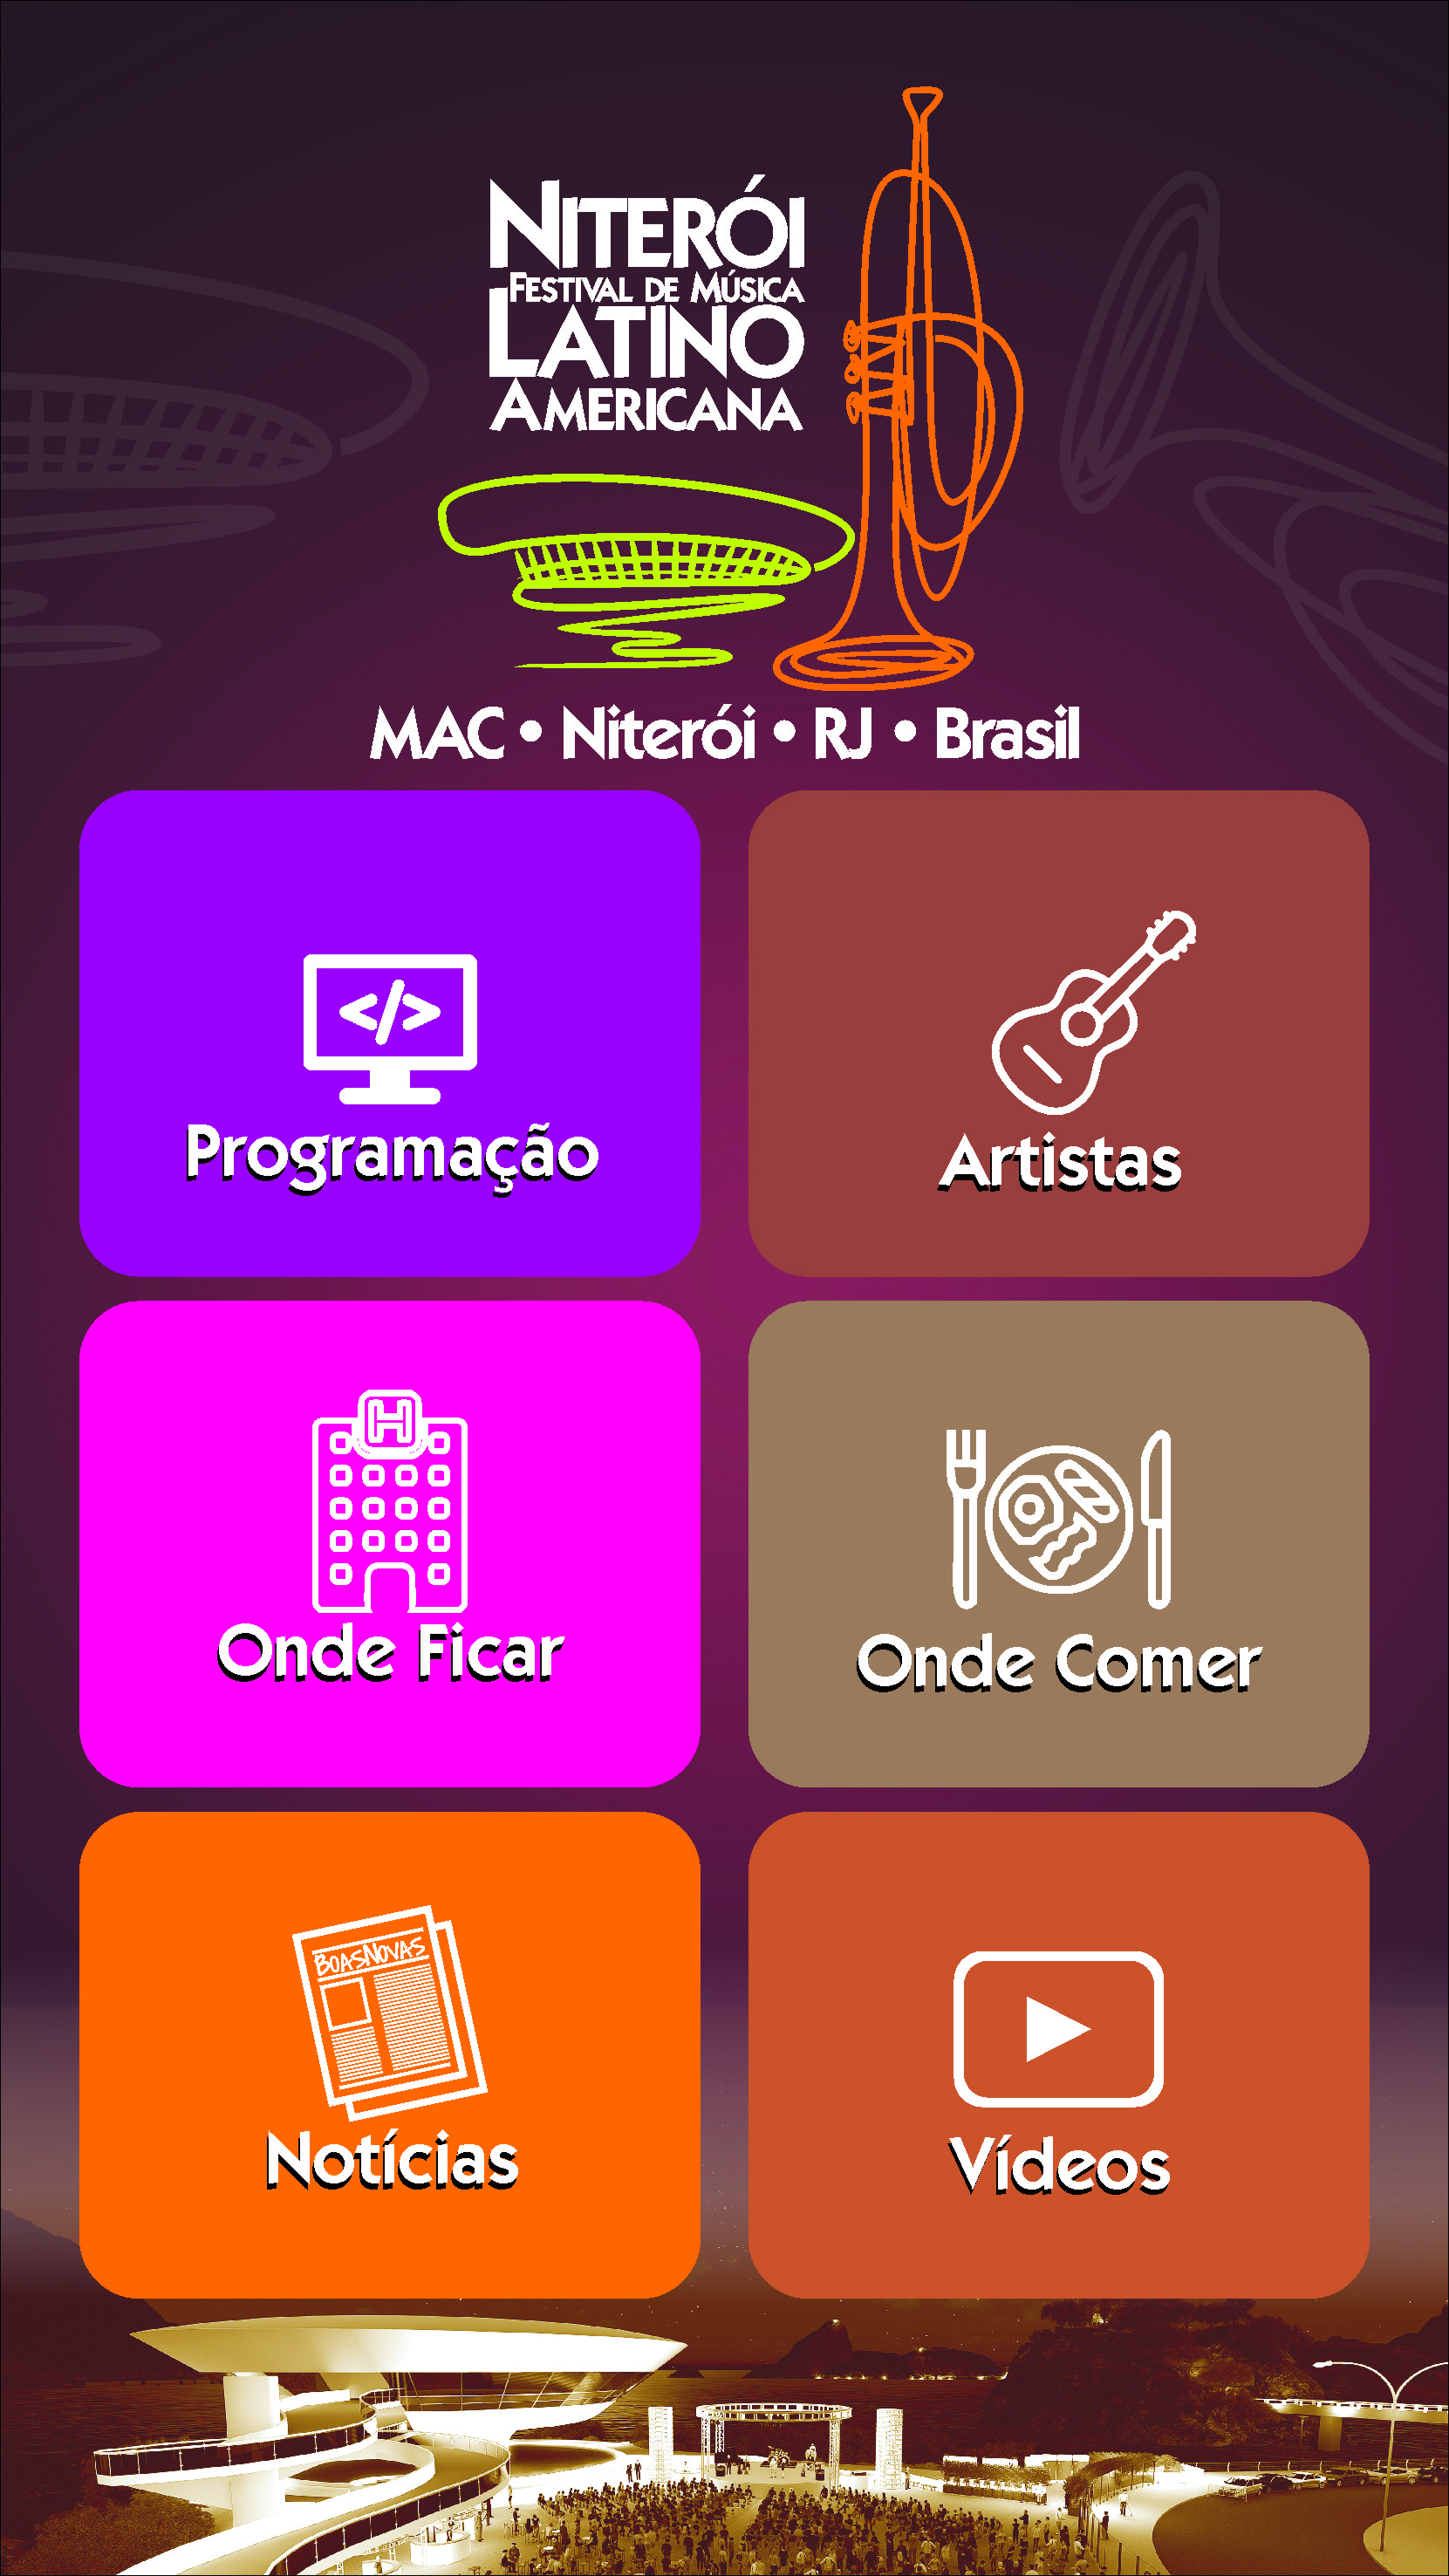 NITERÓI
FESTIVAL DE MÚSICA
LATINO
AMERICANA
MAC • Niterói • RJ • Brasil
</>
Programação
Artistas
H
Onde Ficar
Onde Comer
BOASNOVAS
Notícias
Vídeos